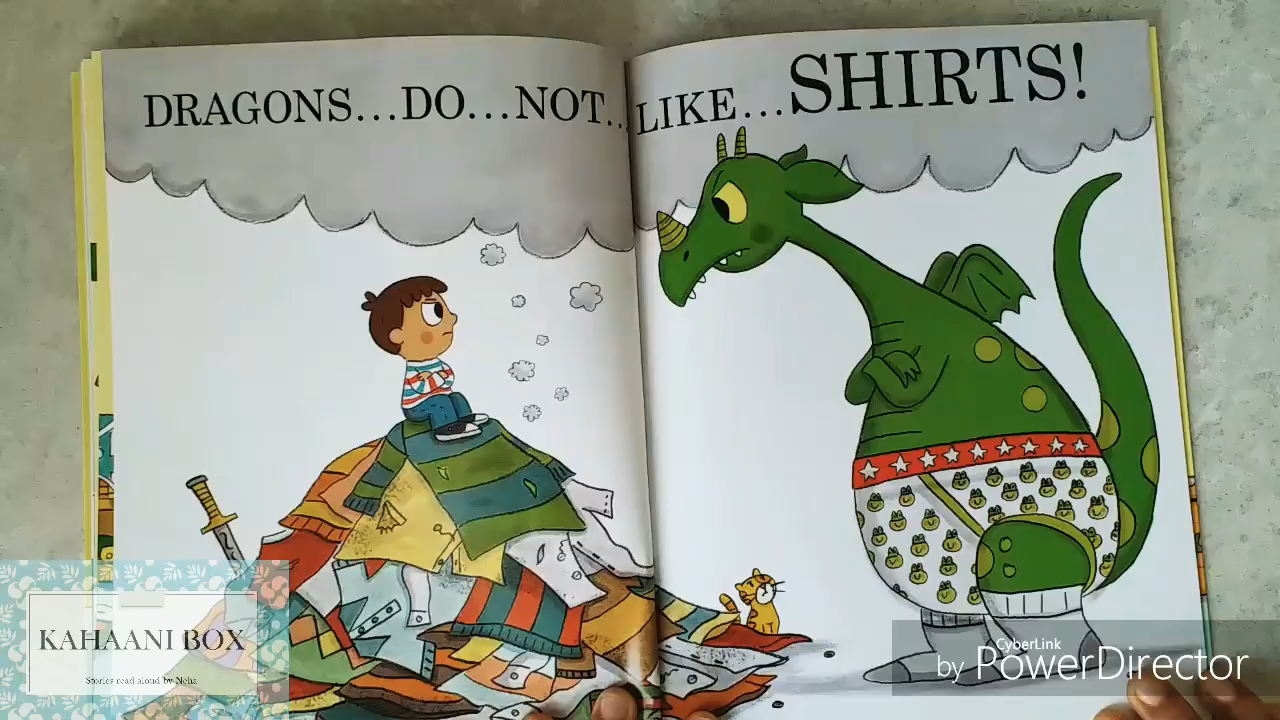 DRAGONS...DO...NOT...LIKE...SHIRTS!
KAHAANI BOX
Stories read aloud by Neha
CyberLink
by PowerDirector